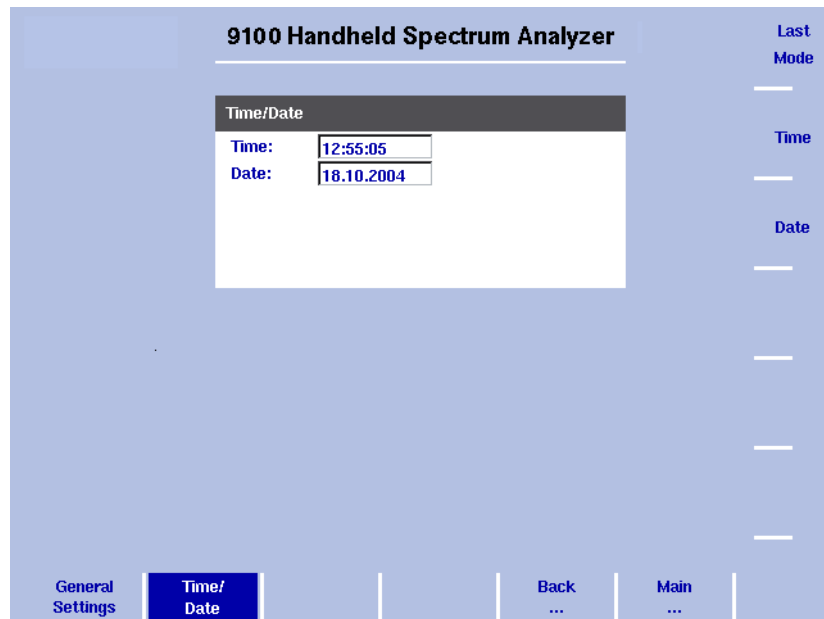 9100 Handheld Spectrum Analyzer
Last
Mode
Time/Date
Time: 12:55:05
Date: 18.10.2004
Time
Date
General
Settings
Time/
Date
Back
...
Main
...